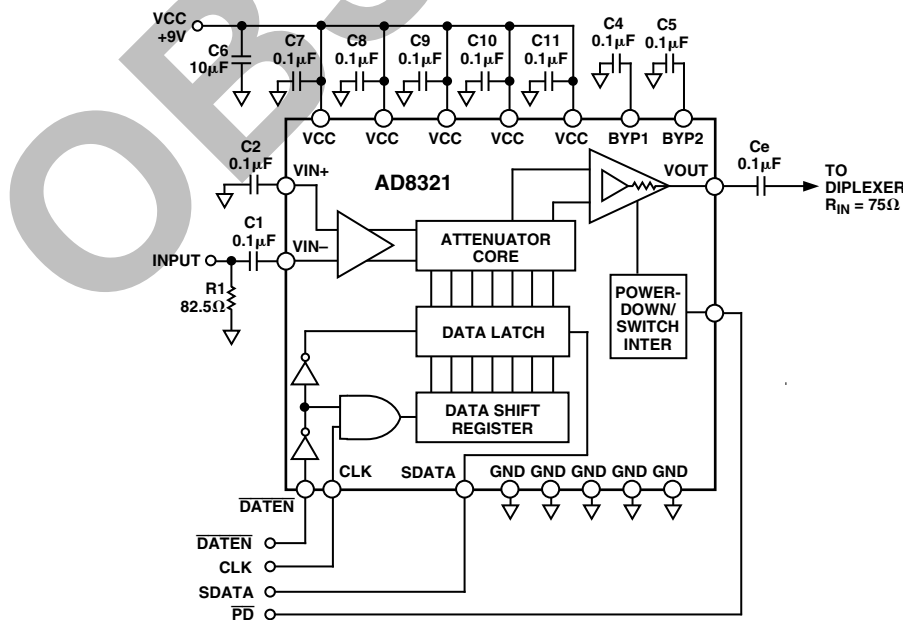 VCC
+9V
C6
10µF
C7
0.1µF
C8
0.1µF
C9
0.1µF
C10
0.1µF
C11
0.1µF
C4
0.1µF
C5
0.1µF
VCC
VCC
VCC
VCC
VCC
BYP1
BYP2
C2
0.1µF
VIN+
AD8321
VOUT
Ce
0.1µF
TO
DIPLEXER
RIN = 75Ω
C1
0.1µF
VIN–
INPUT
R1
82.5Ω
ATTENUATOR
CORE
POWER-
DOWN/
SWITCH
INTER
DATA LATCH
DATA SHIFT
REGISTER
CLK
SDATA
GND
GND
GND
GND
GND
DATEN
DATEN
CLK
SDATA
PD
OBS